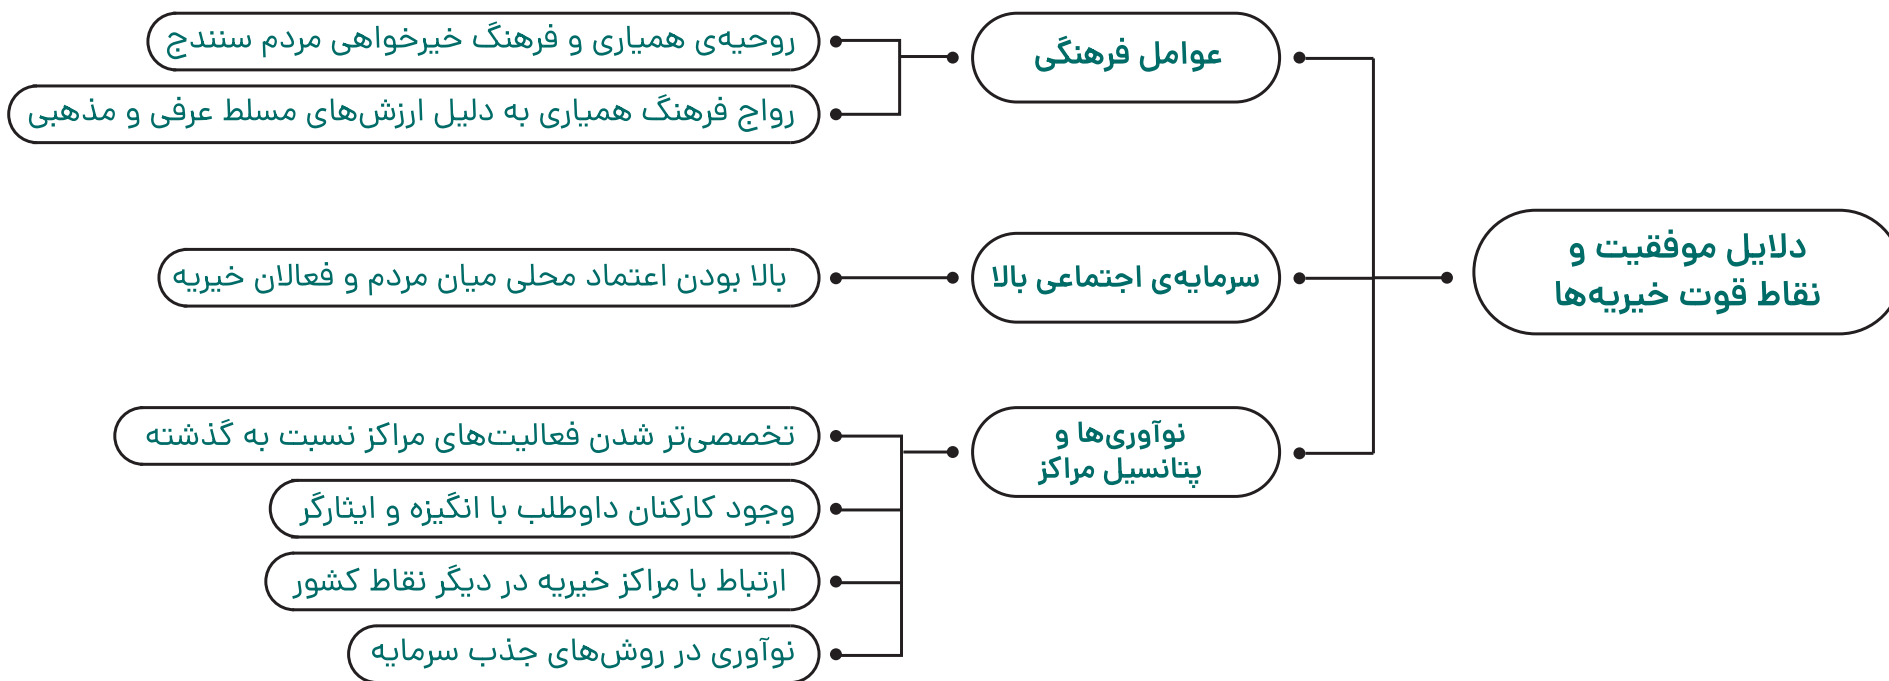 دلایل موفقیت و
نقاط قوت خیریه‌ها
عوامل فرهنگی
روحیه‌ی همیاری و فرهنگ خیرخواهی مردم سنندج
رواج فرهنگ همیاری به دلیل ارزش‌های مسلط عرفی و مذهبی
سرمایه‌ی اجتماعی بالا
بالا بودن اعتماد محلی میان مردم و فعالان خیریه
نوآوری‌ها و
پتانسیل مراکز
تخصصی‌تر شدن فعالیت‌های مراکز نسبت به گذشته
وجود کارکنان داوطلب با انگیزه و ایثارگر
ارتباط با مراکز خیریه در دیگر نقاط کشور
نوآوری در روش‌های جذب سرمایه